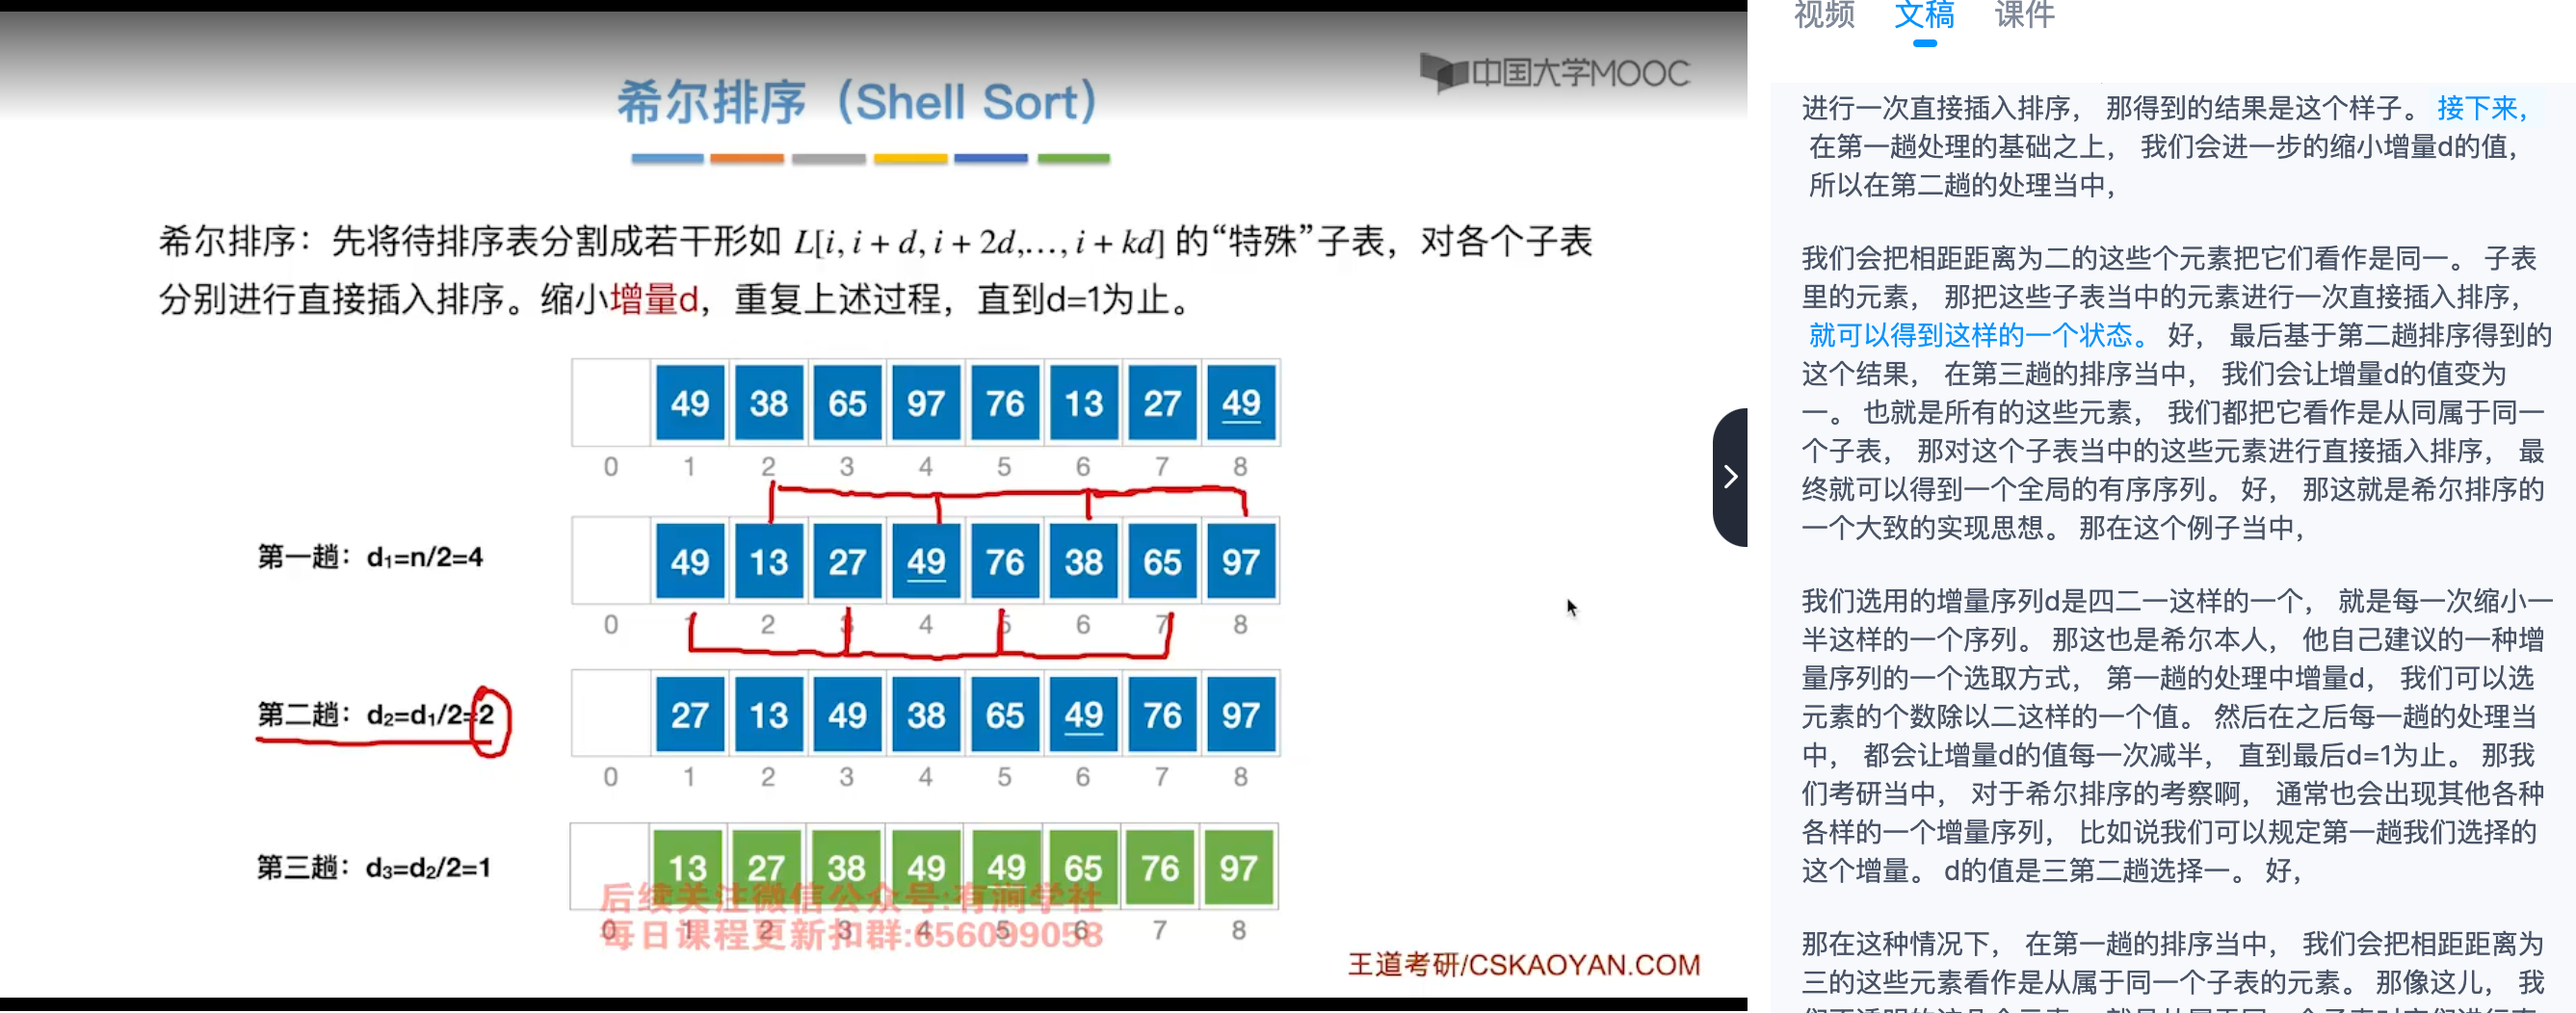 中国大学MOOC
希尔排序（Shell Sort）
希尔排序：先将待排序表分割成若干形如 L[i, i + d, i + 2d,…, i + kd] 的“特殊”子表，对各个子表
分别进行直接插入排序。缩小增量d，重复上述过程，直到d=1为止。
49 38 65 97 76 13 27 49
0 1 2 3 4 5 6 7 8
第一趟：d₁=n/2=4
49 13 27 49 76 38 65 97
0 1 2 3 4 5 6 7 8
第二趟：d₂=d₁/2=2
27 13 49 38 65 49 76 97
0 1 2 3 4 5 6 7 8
第三趟：d₃=d₂/2=1
13 27 38 49 49 65 76 97
0 1 2 3 4 5 6 7 8
后续关注微信公众号:有涧学社
每日课程更新扣群:656099058
王道考研/CSKAOYAN.COM
视频 文稿 课件
进行一次直接插入排序， 那得到的结果是这个样子。 接下来，
在第一趟处理的基础之上， 我们会进一步的缩小增量d的值，
所以在第二趟的处理当中，
我们会把相距距离为二的这些个元素把它们看作是同一。 子表
里的元素， 那把这些子表当中的元素进行一次直接插入排序，
就可以得到这样的一个状态。 好， 最后基于第二趟排序得到的
这个结果， 在第三趟的排序当中， 我们会让增量d的值变为
一。 也就是所有的这些元素， 我们都把它看作是从同属于同一
个子表， 那对这个子表当中的这些元素进行直接插入排序， 最
终就可以得到一个全局的有序序列。 好， 那这就是希尔排序的
一个大致的实现思想。 那在这个例子当中，
我们选用的增量序列d是四二一这样的一个， 就是每一次缩小一
半这样的一个序列。 那这也是希尔本人， 他自己建议的一种增
量序列的一个选取方式， 第一趟的处理中增量d， 我们可以选
元素的个数除以二这样的一个值。 然后在之后每一趟的处理当
中， 都会让增量d的值每一次减半， 直到最后d=1为止。 那我
们考研当中， 对于希尔排序的考察啊， 通常也会出现其他各种
各样的一个增量序列， 比如说我们可以规定第一趟我们选择的
这个增量。 d的值是三第二趟选择一。 好，
那在这种情况下， 在第一趟的排序当中， 我们会把相距距离为
三的这些元素看作是从属于同一个子表的元素。 那像这儿， 我